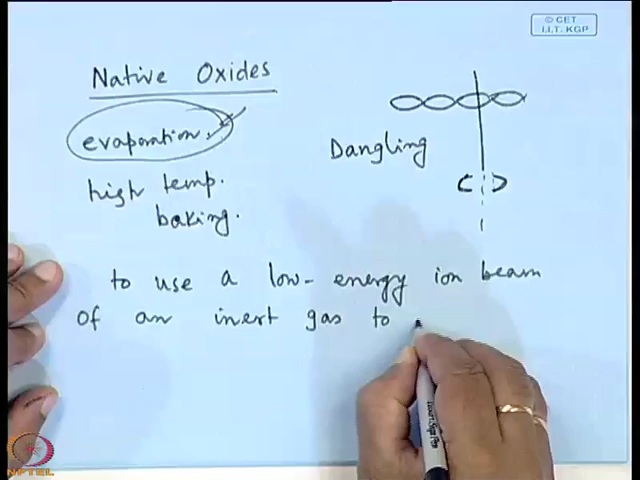 © CET
I.I.T. KGP
Native Oxides
evaporation
high temp.
baking.
Dangling
to use a low-energy ion beam
of an inert gas to
NPTEL